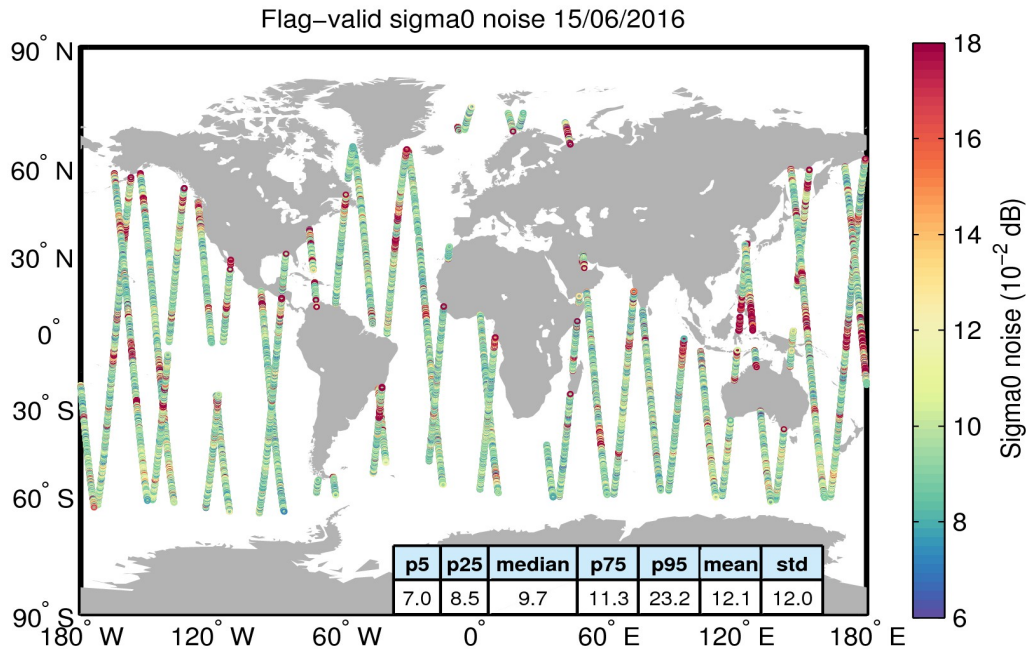 Flag−valid sigma0 noise 15/06/2016
90° N
60° N
30° N
0°
30° S
60° S
90° S
180° W
120° W
60° W
0°
60° E
120° E
180° E
p5 p25 median p75 p95 mean std
7.0 8.5 9.7 11.3 23.2 12.1 12.0
18
16
14
12
10
8
6
Sigma0 noise (10⁻² dB)